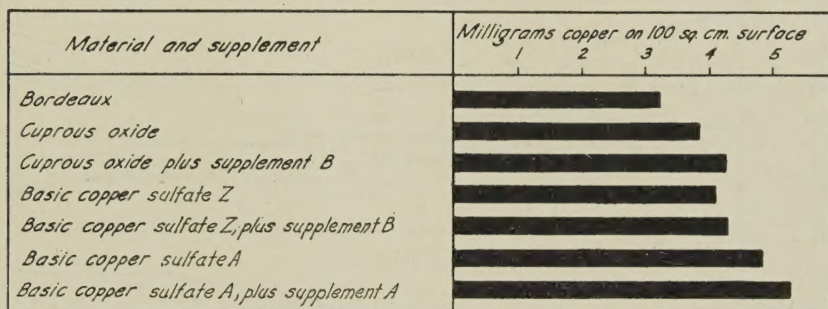 Material and supplement
Milligrams copper on 100 sq. cm. surface
1 2 3 4 5
Bordeaux
Cuprous oxide
Cuprous oxide plus supplement B
Basic copper sulfate Z
Basic copper sulfate Z, plus supplement B
Basic copper sulfate A
Basic copper sulfate A, plus supplement A